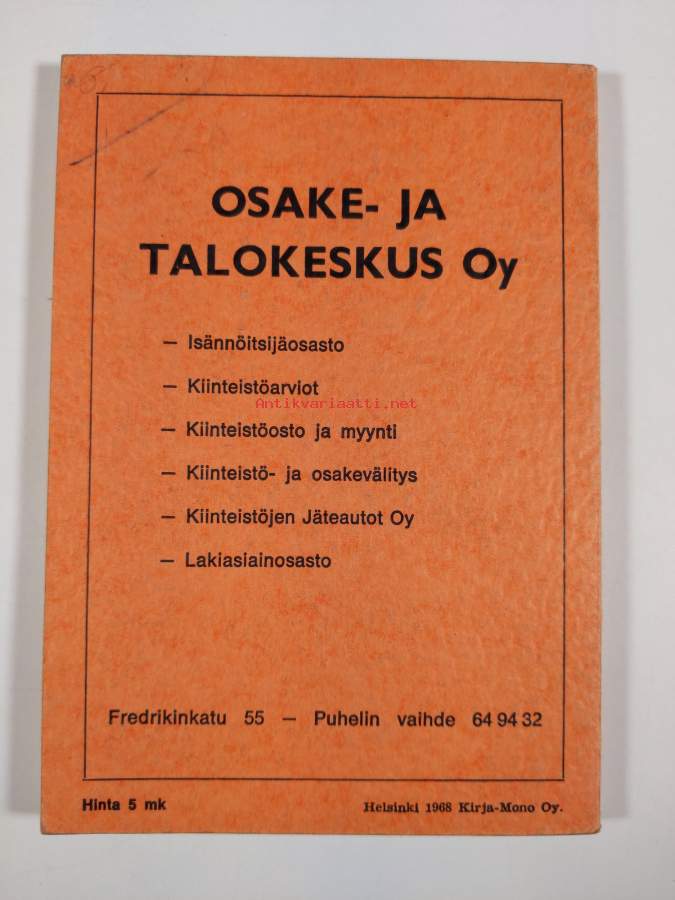 OSAKE- JA
TALOKESKUS Oy
— Isännöitsijäosasto
— Kiinteistöarviot
Antikvariaatti.net
— Kiinteistöosto ja myynti
— Kiinteistö- ja osakevälitys
— Kiinteistöjen Jäteautot Oy
— Lakiasiainosasto
Fredrikinkatu 55 — Puhelin vaihde 64 94 32
Hinta 5 mk
Helsinki 1968 Kirja-Mono Oy.